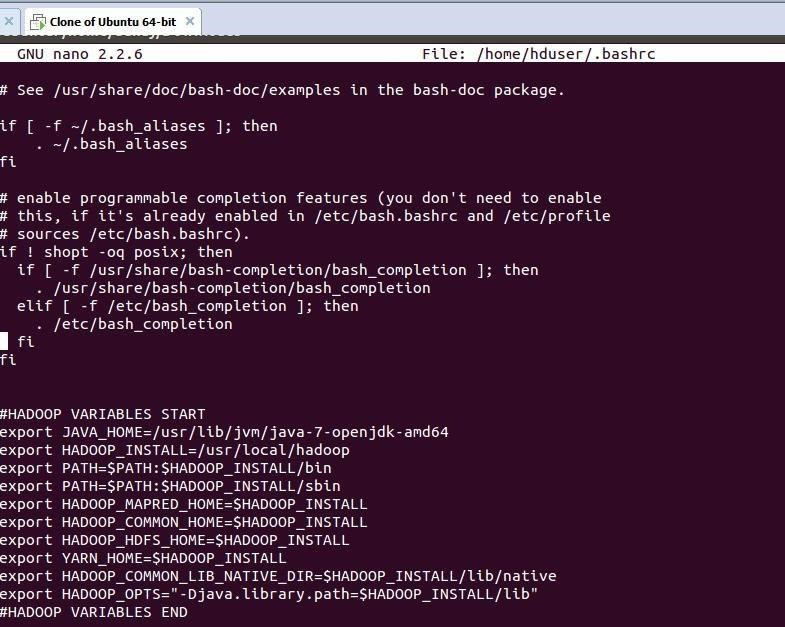 Clone of Ubuntu 64-bit
GNU nano 2.2.6 File: /home/hduser/.bashrc
# See /usr/share/doc/bash-doc/examples in the bash-doc package.
if [ -f ~/.bash_aliases ]; then
    . ~/.bash_aliases
fi
# enable programmable completion features (you don't need to enable
# this, if it's already enabled in /etc/bash.bashrc and /etc/profile
# sources /etc/bash.bashrc).
if ! shopt -oq posix; then
  if [ -f /usr/share/bash-completion/bash_completion ]; then
    . /usr/share/bash-completion/bash_completion
  elif [ -f /etc/bash_completion ]; then
    . /etc/bash_completion
  fi
fi
#HADOOP VARIABLES START
export JAVA_HOME=/usr/lib/jvm/java-7-openjdk-amd64
export HADOOP_INSTALL=/usr/local/hadoop
export PATH=$PATH:$HADOOP_INSTALL/bin
export PATH=$PATH:$HADOOP_INSTALL/sbin
export HADOOP_MAPRED_HOME=$HADOOP_INSTALL
export HADOOP_COMMON_HOME=$HADOOP_INSTALL
export HADOOP_HDFS_HOME=$HADOOP_INSTALL
export YARN_HOME=$HADOOP_INSTALL
export HADOOP_COMMON_LIB_NATIVE_DIR=$HADOOP_INSTALL/lib/native
export HADOOP_OPTS="-Djava.library.path=$HADOOP_INSTALL/lib"
#HADOOP VARIABLES END